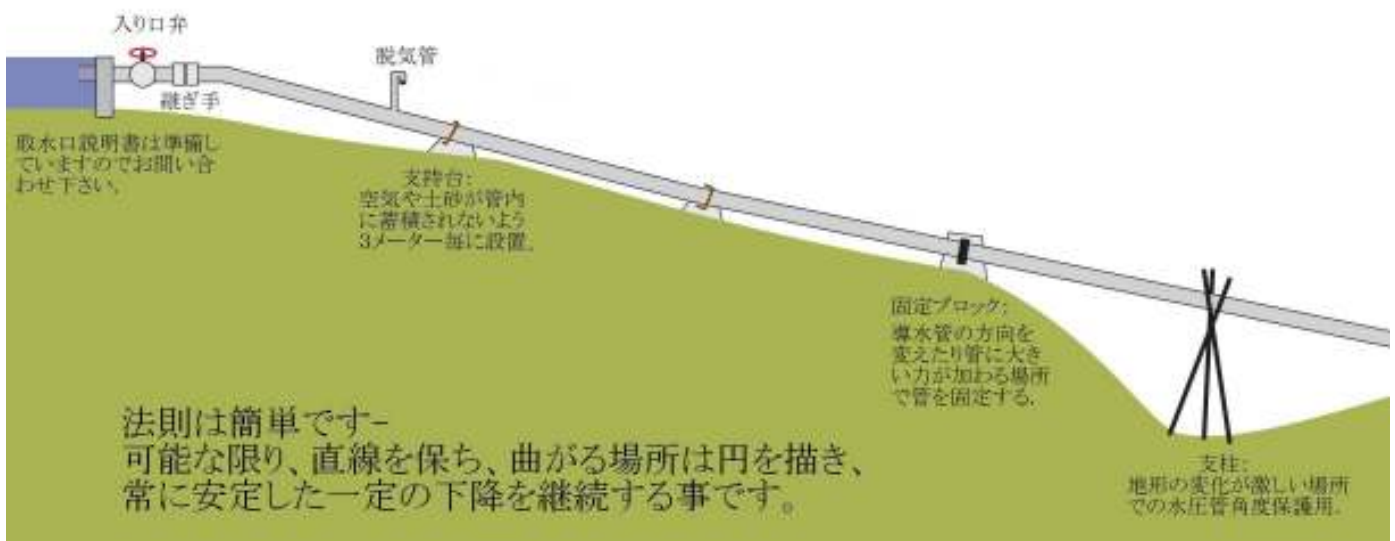 入り口弁
脱気管
継ぎ手
取水口説明書は準備し
ていますのでお問い合
わせ下さい。
支持台:
空気や土砂が管内
に蓄積されないよう
3メーター毎に設置。
固定ブロック:
導水管の方向を
変えたり管に大き
い力が加わる場所
で管を固定する。
法則は簡単です-
可能な限り、直線を保ち、曲がる場所は円を描き、
常に安定した一定の下降を継続する事です。
支柱:
地形の変化が激しい場所
での水圧管角度保護用。